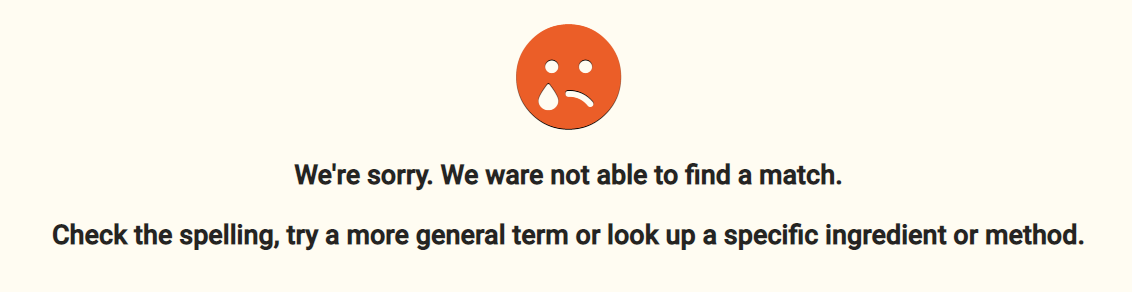 We're sorry. We ware not able to find a match.
Check the spelling, try a more general term or look up a specific ingredient or method.